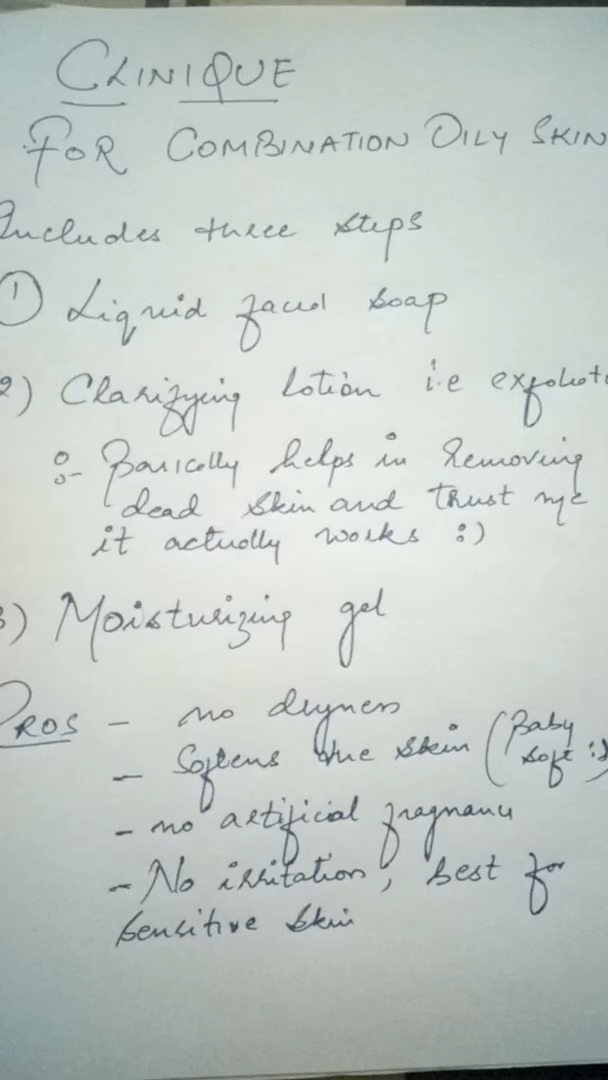 CLINIQUE
FOR COMBINATION OILY SKIN
Includes three steps
1 Liquid facial soap
2) Clarifying Lotion i.e exfoliate
:- Basically helps in removing
dead skin and trust me
it actually works :)
3) Moisturizing gel
PROS - no dryness
- Softens the skin (Baby
soft :)
- no artificial fragnance
- No irritation, best for
sensitive skin